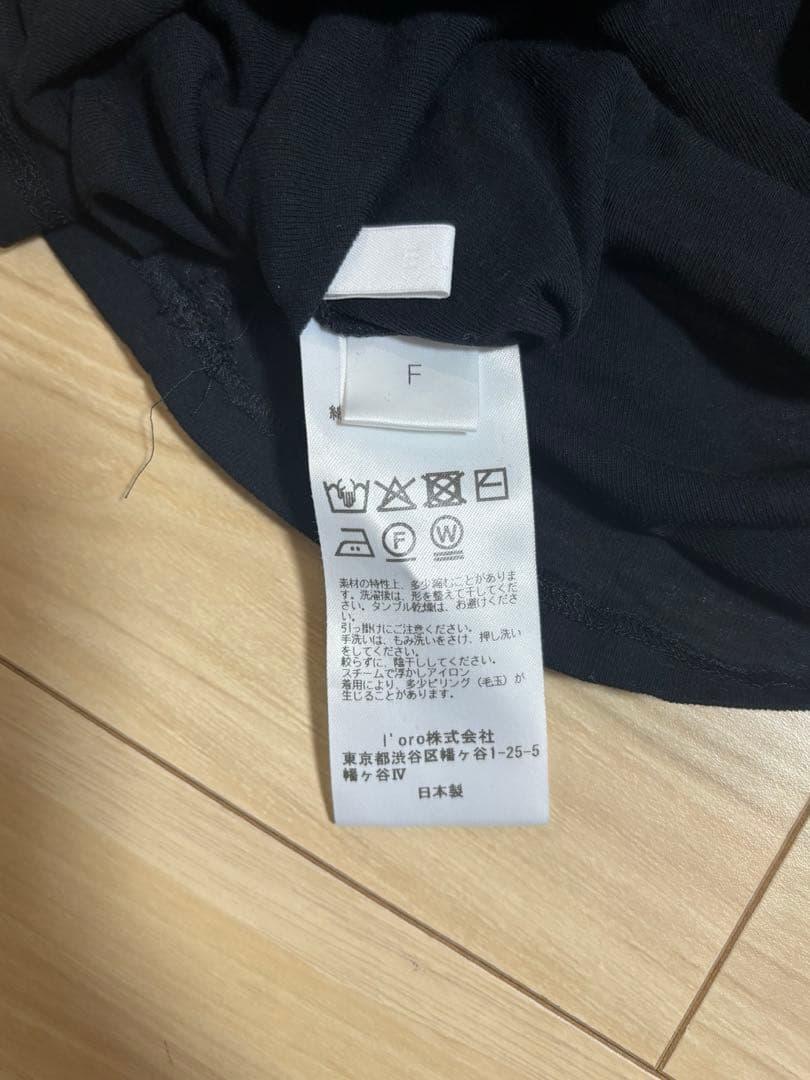 F
綿
F
W
素材の特性上、多少縮むことがありま
す。洗濯後は、形を整えて干してくだ
さい。タンブル乾燥は、お避けくださ
い。
引っ掛けにご注意ください。
手洗いは、もみ洗いをさけ、押し洗い
をしてください。
絞らずに、陰干ししてください。
スチームで浮かしアイロン
着用により、多少ピリング（毛玉）が
生じることがあります。
l'oro株式会社
東京都渋谷区幡ヶ谷1-25-5
幡ヶ谷Ⅳ
日本製